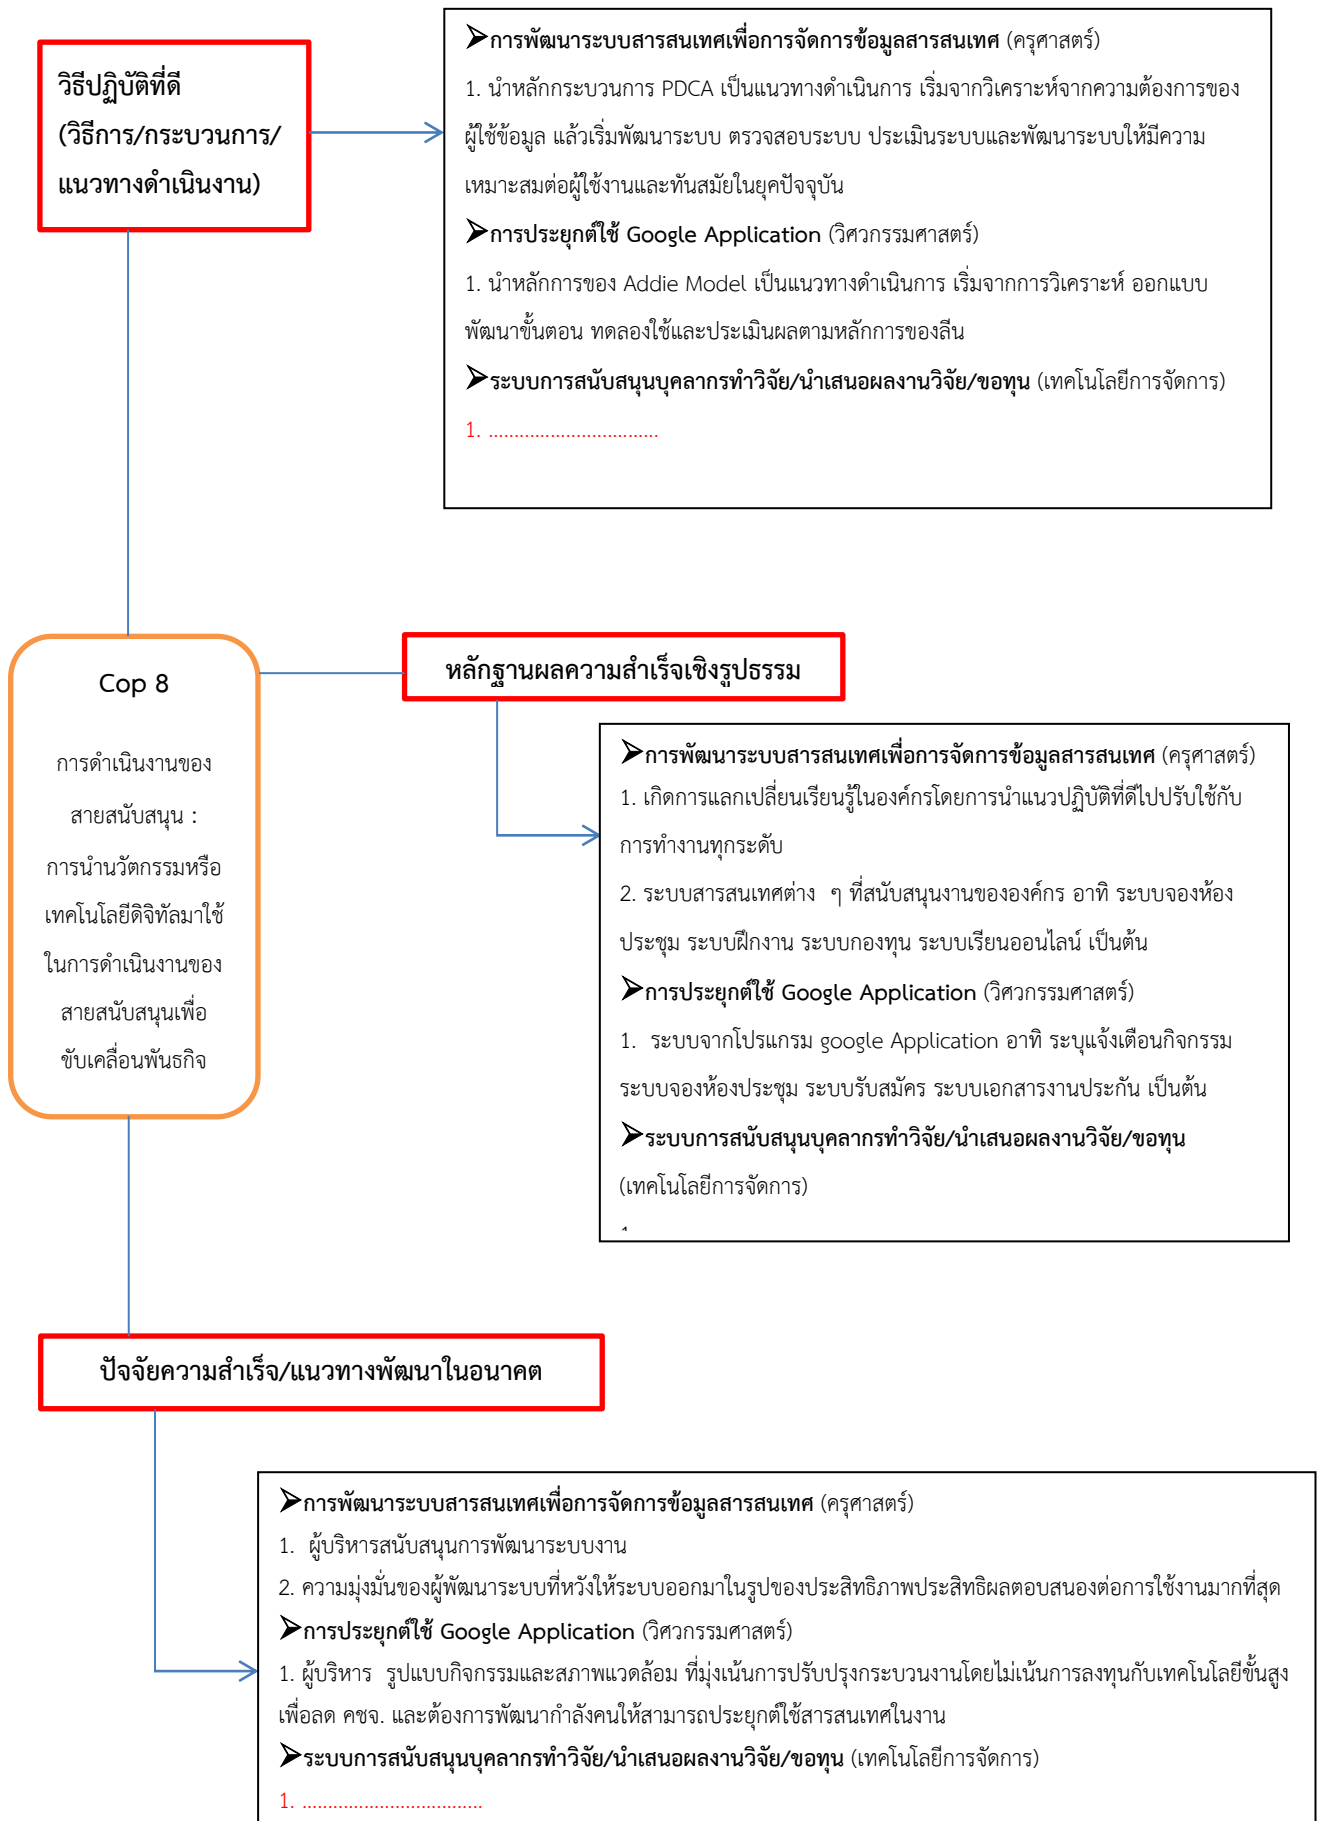 วิธีปฏิบัติที่ดี
(วิธีการ/กระบวนการ/
แนวทางดำเนินงาน)
➢การพัฒนาระบบสารสนเทศเพื่อการจัดการข้อมูลสารสนเทศ (ครุศาสตร์)
1. นำหลักกระบวนการ PDCA เป็นแนวทางดำเนินการ เริ่มจากวิเคราะห์จากความต้องการของ
ผู้ใช้ข้อมูล แล้วเริ่มพัฒนาระบบ ตรวจสอบระบบ ประเมินระบบและพัฒนาระบบให้มีความ
เหมาะสมต่อผู้ใช้งานและทันสมัยในยุคปัจจุบัน
➢การประยุกต์ใช้ Google Application (วิศวกรรมศาสตร์)
1. นำหลักการของ Addie Model เป็นแนวทางดำเนินการ เริ่มจากการวิเคราะห์ ออกแบบ
พัฒนาขั้นตอน ทดลองใช้และประเมินผลตามหลักการของลีน
➢ระบบการสนับสนุนบุคลากรทำวิจัย/นำเสนอผลงานวิจัย/ขอทุน (เทคโนโลยีการจัดการ)
1. .................................
Cop 8
การดำเนินงานของ
สายสนับสนุน :
การนำนวัตกรรมหรือ
เทคโนโลยีดิจิทัลมาใช้
ในการดำเนินงานของ
สายสนับสนุนเพื่อ
ขับเคลื่อนพันธกิจ
หลักฐานผลความสำเร็จเชิงรูปธรรม
➢การพัฒนาระบบสารสนเทศเพื่อการจัดการข้อมูลสารสนเทศ (ครุศาสตร์)
1. เกิดการแลกเปลี่ยนเรียนรู้ในองค์กรโดยการนำแนวปฏิบัติที่ดีไปปรับใช้กับ
การทำงานทุกระดับ
2. ระบบสารสนเทศต่าง ๆ ที่สนับสนุนงานขององค์กร อาทิ ระบบจองห้อง
ประชุม ระบบฝึกงาน ระบบกองทุน ระบบเรียนออนไลน์ เป็นต้น
➢การประยุกต์ใช้ Google Application (วิศวกรรมศาสตร์)
1. ระบบจากโปรแกรม google Application อาทิ ระบุแจ้งเตือนกิจกรรม
ระบบจองห้องประชุม ระบบรับสมัคร ระบบเอกสารงานประกัน เป็นต้น
➢ระบบการสนับสนุนบุคลากรทำวิจัย/นำเสนอผลงานวิจัย/ขอทุน
(เทคโนโลยีการจัดการ)
ปัจจัยความสำเร็จ/แนวทางพัฒนาในอนาคต
➢การพัฒนาระบบสารสนเทศเพื่อการจัดการข้อมูลสารสนเทศ (ครุศาสตร์)
1. ผู้บริหารสนับสนุนการพัฒนาระบบงาน
2. ความมุ่งมั่นของผู้พัฒนาระบบที่หวังให้ระบบออกมาในรูปของประสิทธิภาพประสิทธิผลตอบสนองต่อการใช้งานมากที่สุด
➢การประยุกต์ใช้ Google Application (วิศวกรรมศาสตร์)
1. ผู้บริหาร รูปแบบกิจกรรมและสภาพแวดล้อม ที่มุ่งเน้นการปรับปรุงกระบวนงานโดยไม่เน้นการลงทุนกับเทคโนโลยีขั้นสูง
เพื่อลด คชจ. และต้องการพัฒนากำลังคนให้สามารถประยุกต์ใช้สารสนเทศในงาน
➢ระบบการสนับสนุนบุคลากรทำวิจัย/นำเสนอผลงานวิจัย/ขอทุน (เทคโนโลยีการจัดการ)
1. ...................................